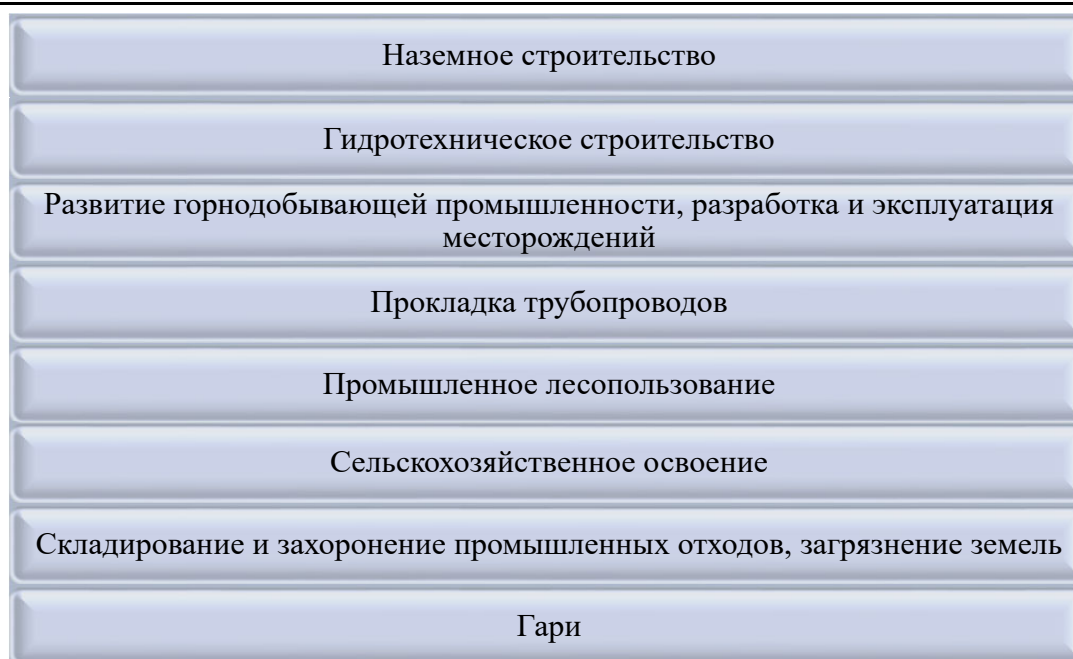 Наземное строительство
Гидротехническое строительство
Развитие горнодобывающей промышленности, разработка и эксплуатация
месторождений
Прокладка трубопроводов
Промышленное лесопользование
Сельскохозяйственное освоение
Складирование и захоронение промышленных отходов, загрязнение земель
Гари